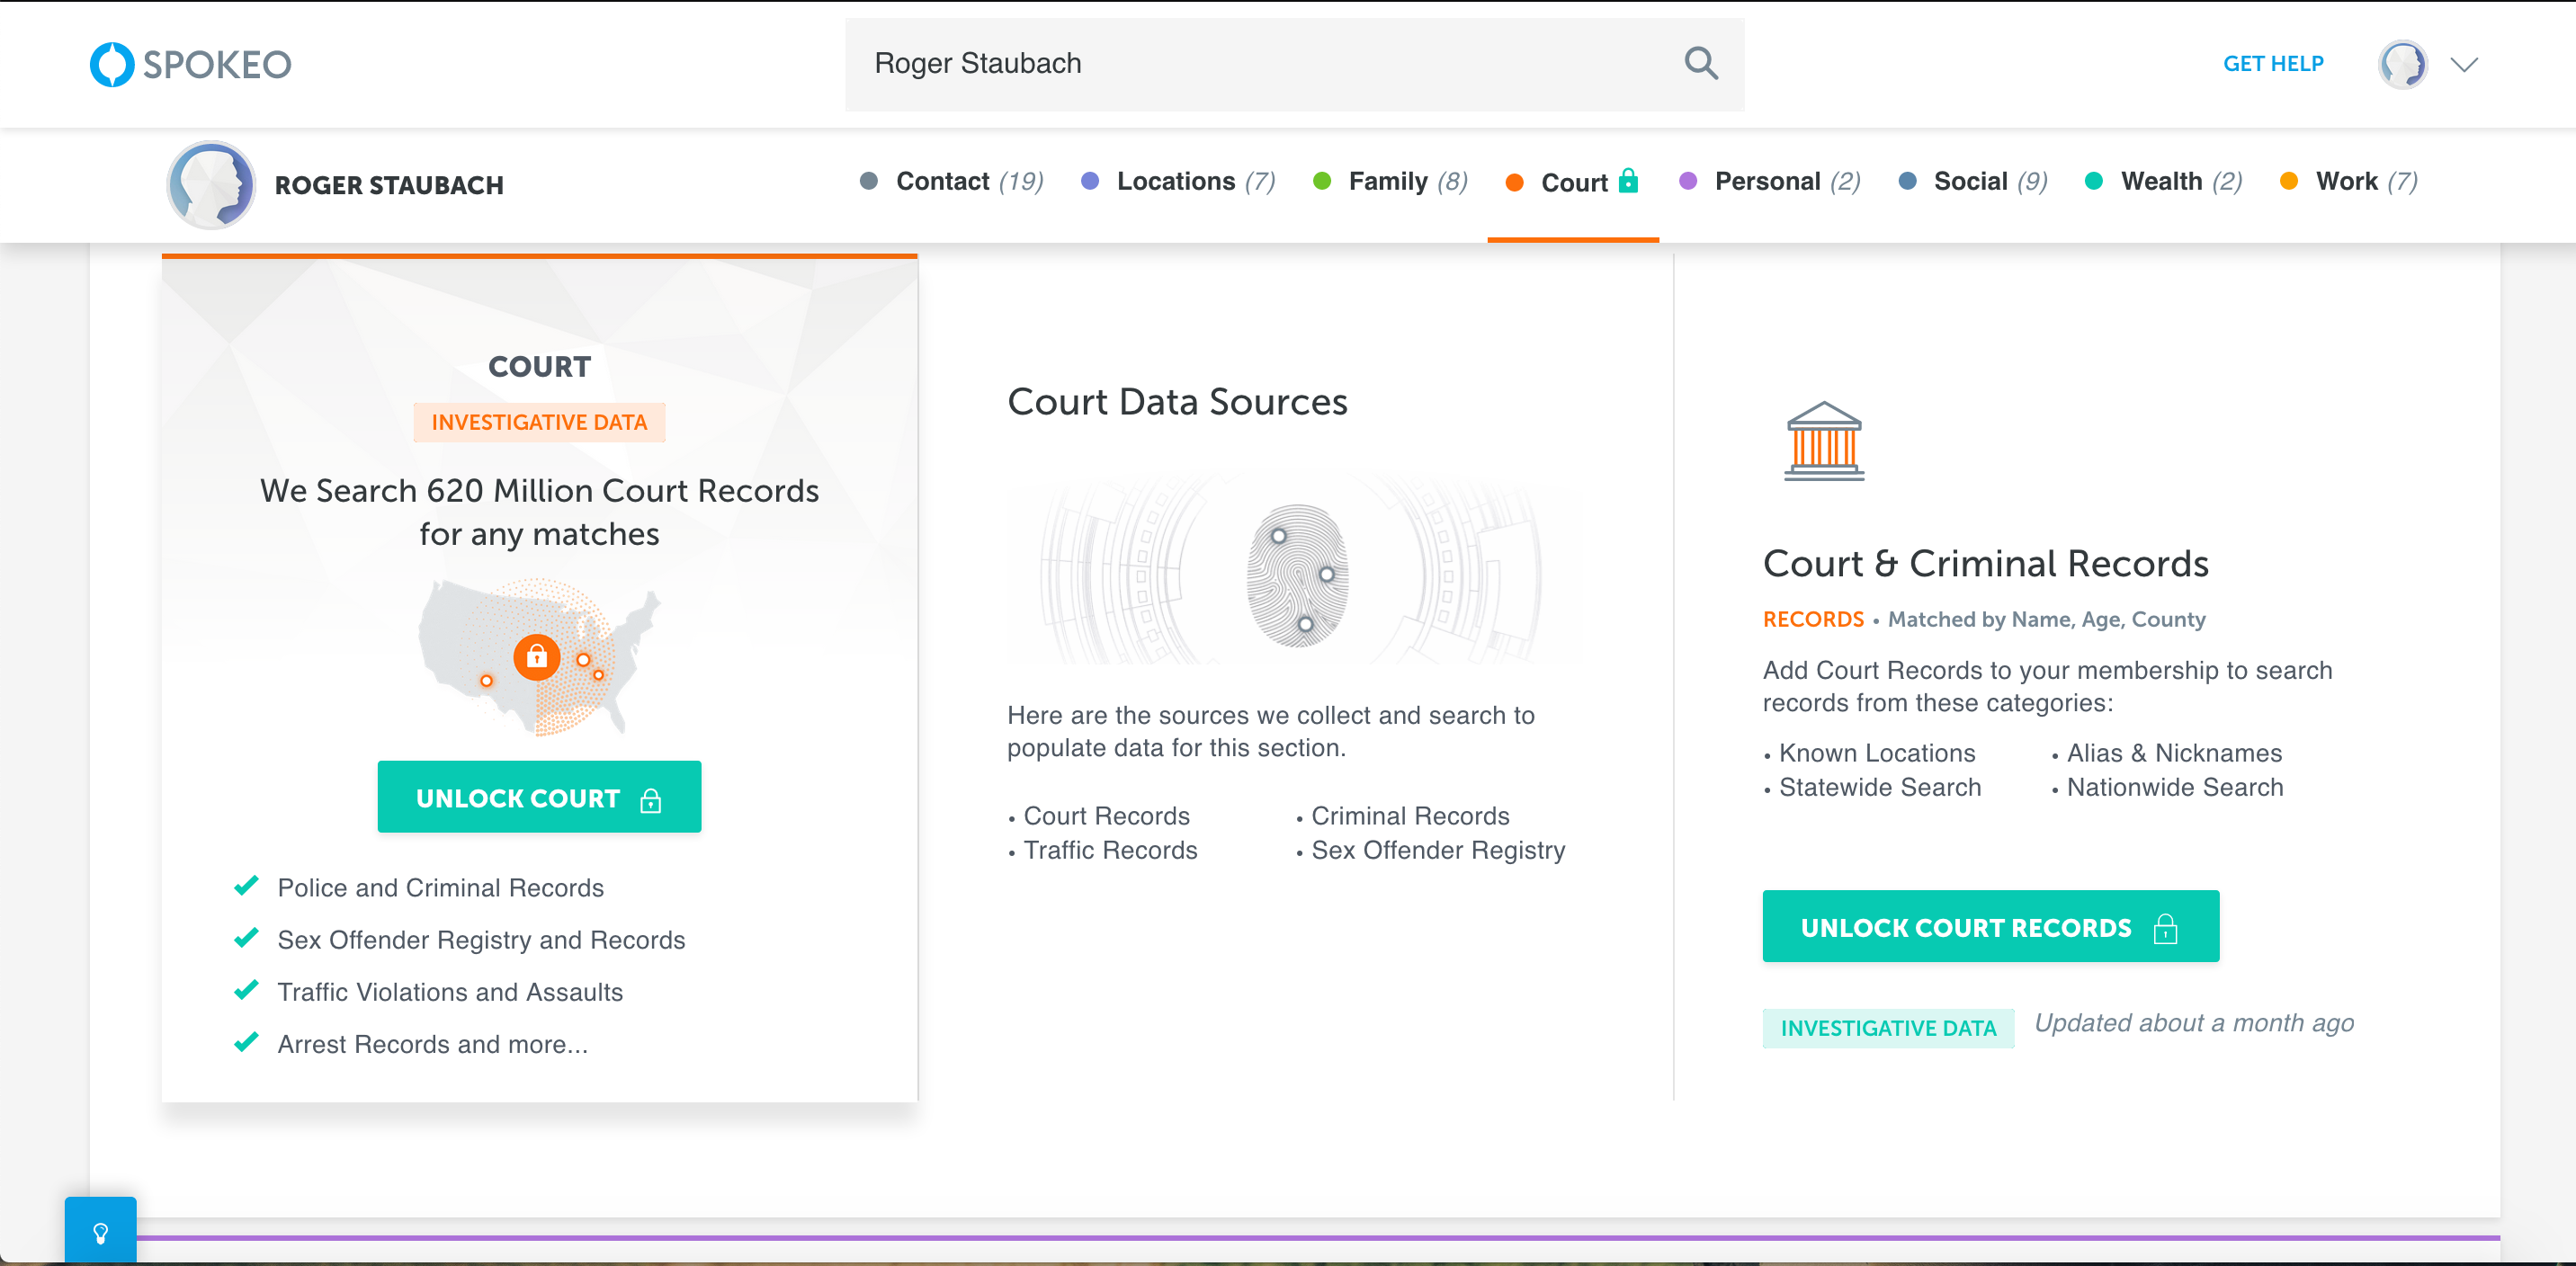 SPOKEO
Roger Staubach
GET HELP
ROGER STAUBACH
Contact (19)
Locations (7)
Family (8)
Court
Personal (2)
Social (9)
Wealth (2)
Work (7)
COURT
INVESTIGATIVE DATA
We Search 620 Million Court Records
for any matches
UNLOCK COURT
Police and Criminal Records
Sex Offender Registry and Records
Traffic Violations and Assaults
Arrest Records and more...
Court Data Sources
Here are the sources we collect and search to
populate data for this section.
• Court Records
• Criminal Records
• Traffic Records
• Sex Offender Registry
Court & Criminal Records
RECORDS • Matched by Name, Age, County
Add Court Records to your membership to search
records from these categories:
• Known Locations
• Alias & Nicknames
• Statewide Search
• Nationwide Search
UNLOCK COURT RECORDS
INVESTIGATIVE DATA
Updated about a month ago